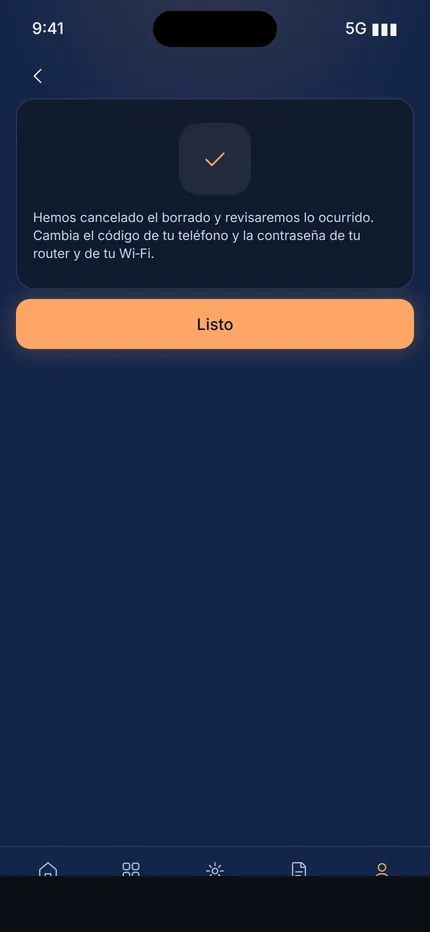 9:41
5G
Hemos cancelado el borrado y revisaremos lo ocurrido.
Cambia el código de tu teléfono y la contraseña de tu
router y de tu Wi-Fi.
Listo